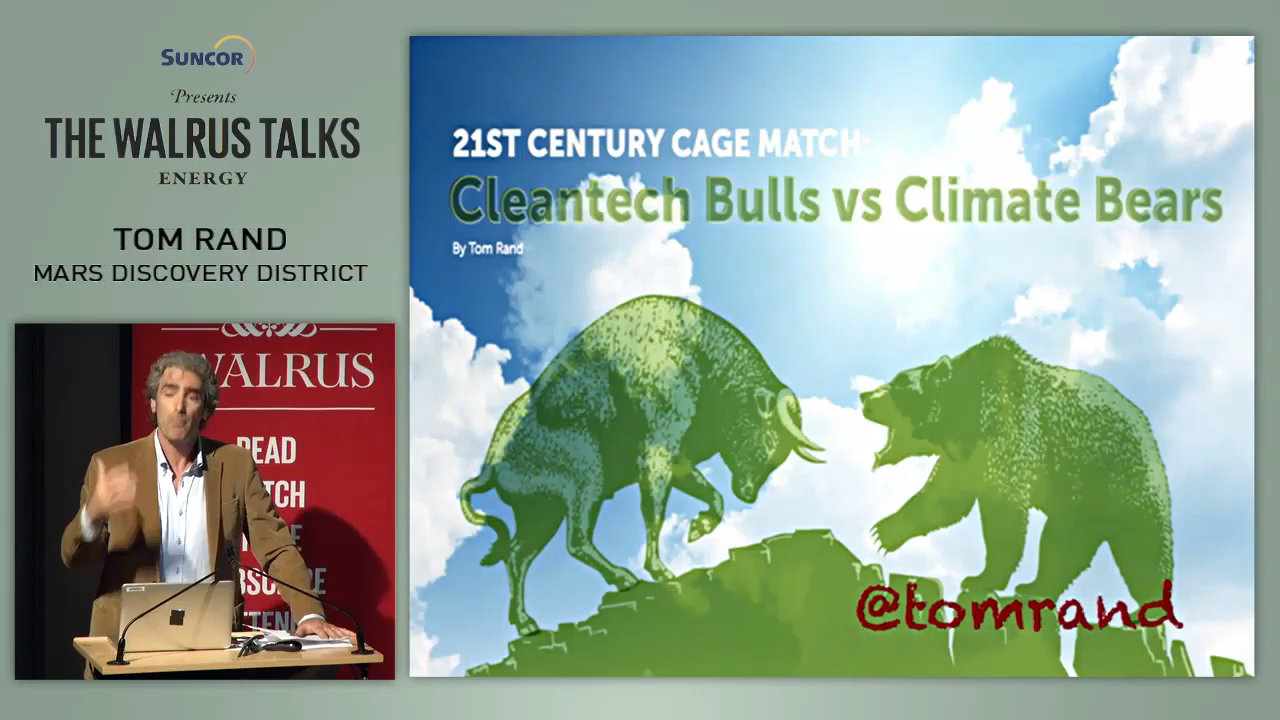 SUNCOR
Presents
THE WALRUS TALKS
ENERGY
TOM RAND
MARS DISCOVERY DISTRICT
WALRUS
READ
21ST CENTURY CAGE MATCH:
Cleantech Bulls vs Climate Bears
By Tom Rand
@tomrand